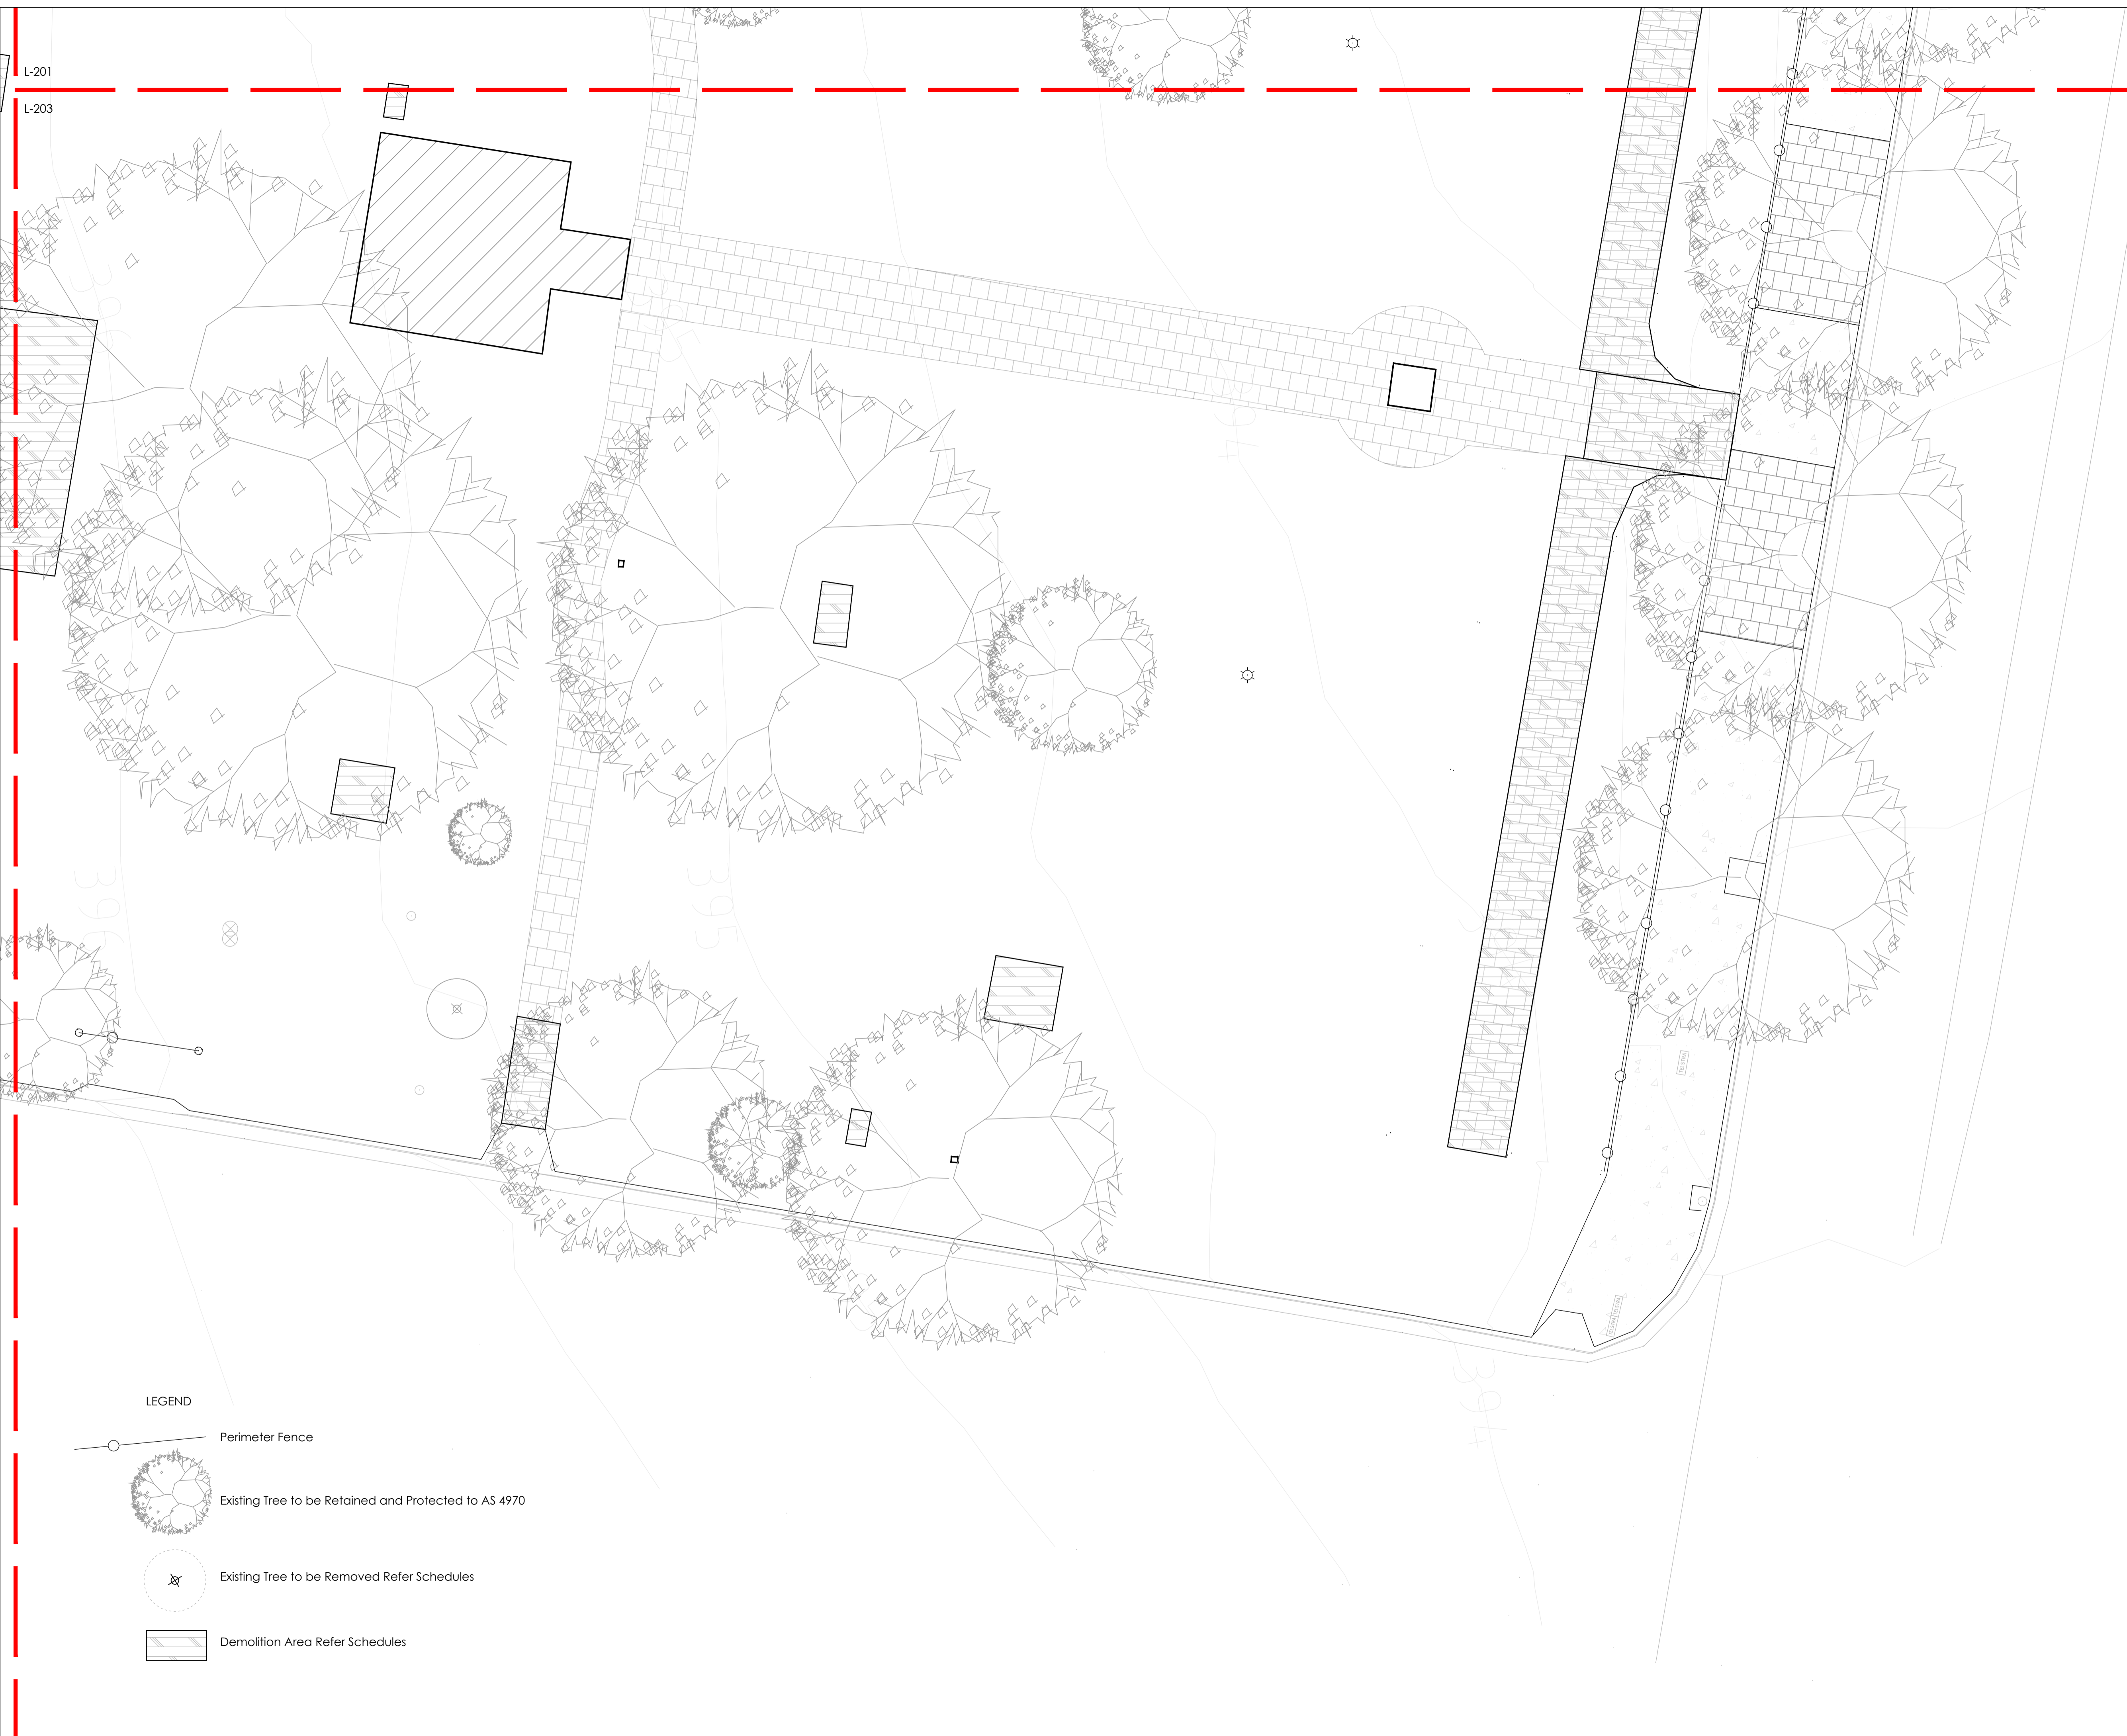 L-201
L-203
LEGEND
Perimeter Fence
Existing Tree to be Retained and Protected to AS 4970
Existing Tree to be Removed Refer Schedules
Demolition Area Refer Schedules